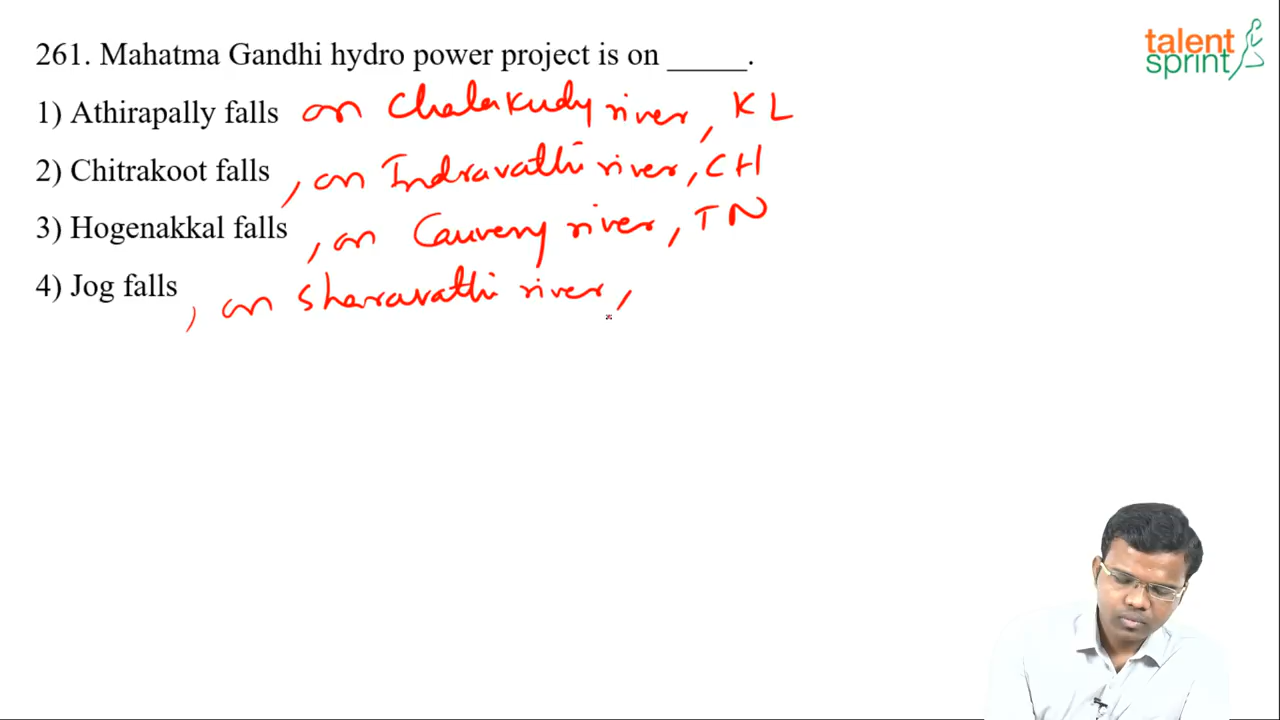 talent
sprint
261. Mahatma Gandhi hydro power project is on _____.
1) Athirapally falls on Chalakudy river, KL
2) Chitrakoot falls, on Indravathi river, CH
3) Hogenakkal falls, on Cauvery river, TN
4) Jog falls, on Sharavathi river,